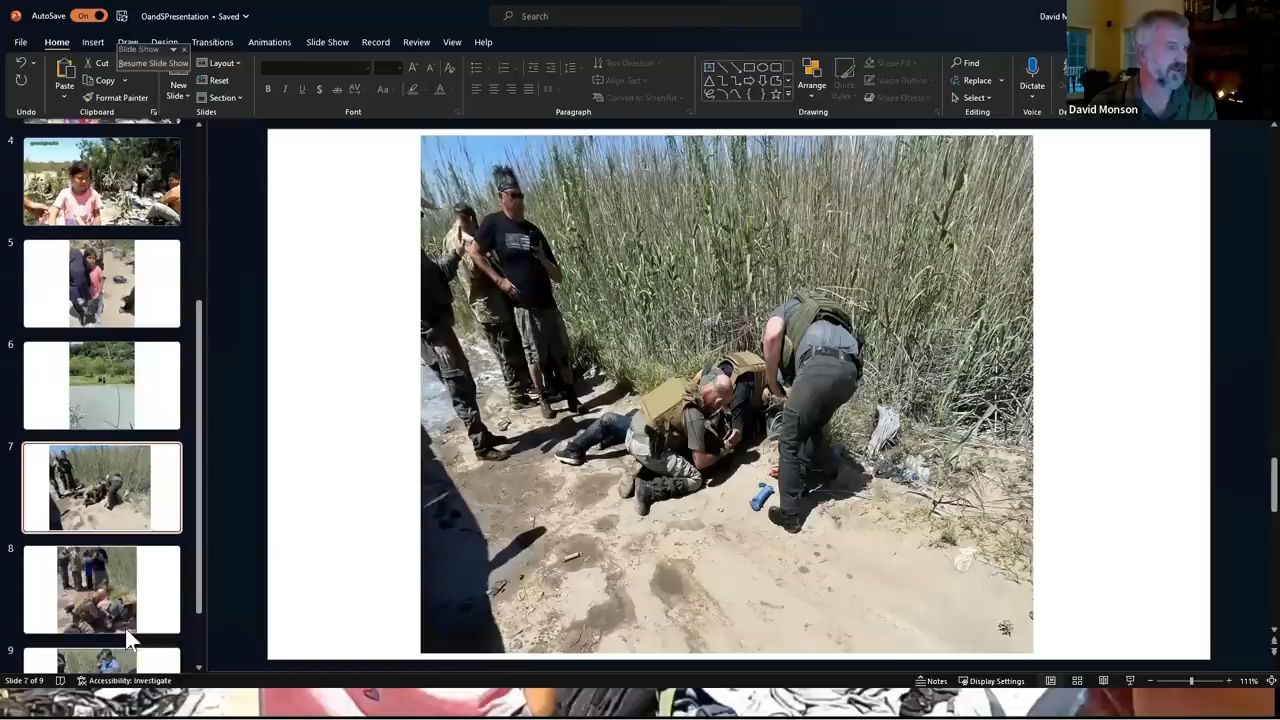 AutoSave On OandSPresentation • Saved Search David M
File Home Insert Draw Design Transitions Animations Slide Show Record Review View Help
Slide Show
Resume Slide Show
Undo
Paste
Cut
Copy
Format Painter
Clipboard
New Slide
Layout
Reset
Section
Slides
B I U S Aa A
Font
Text Direction
Align Text
Convert to SmartArt
Paragraph
Arrange
Quick Styles
Shape Fill
Shape Outline
Shape Effects
Drawing
Find
Replace
Select
Editing
Dictate
Voice
David Monson
4
5
6
7
8
9
Slide 7 of 9 Accessibility: Investigate Notes Display Settings 111%